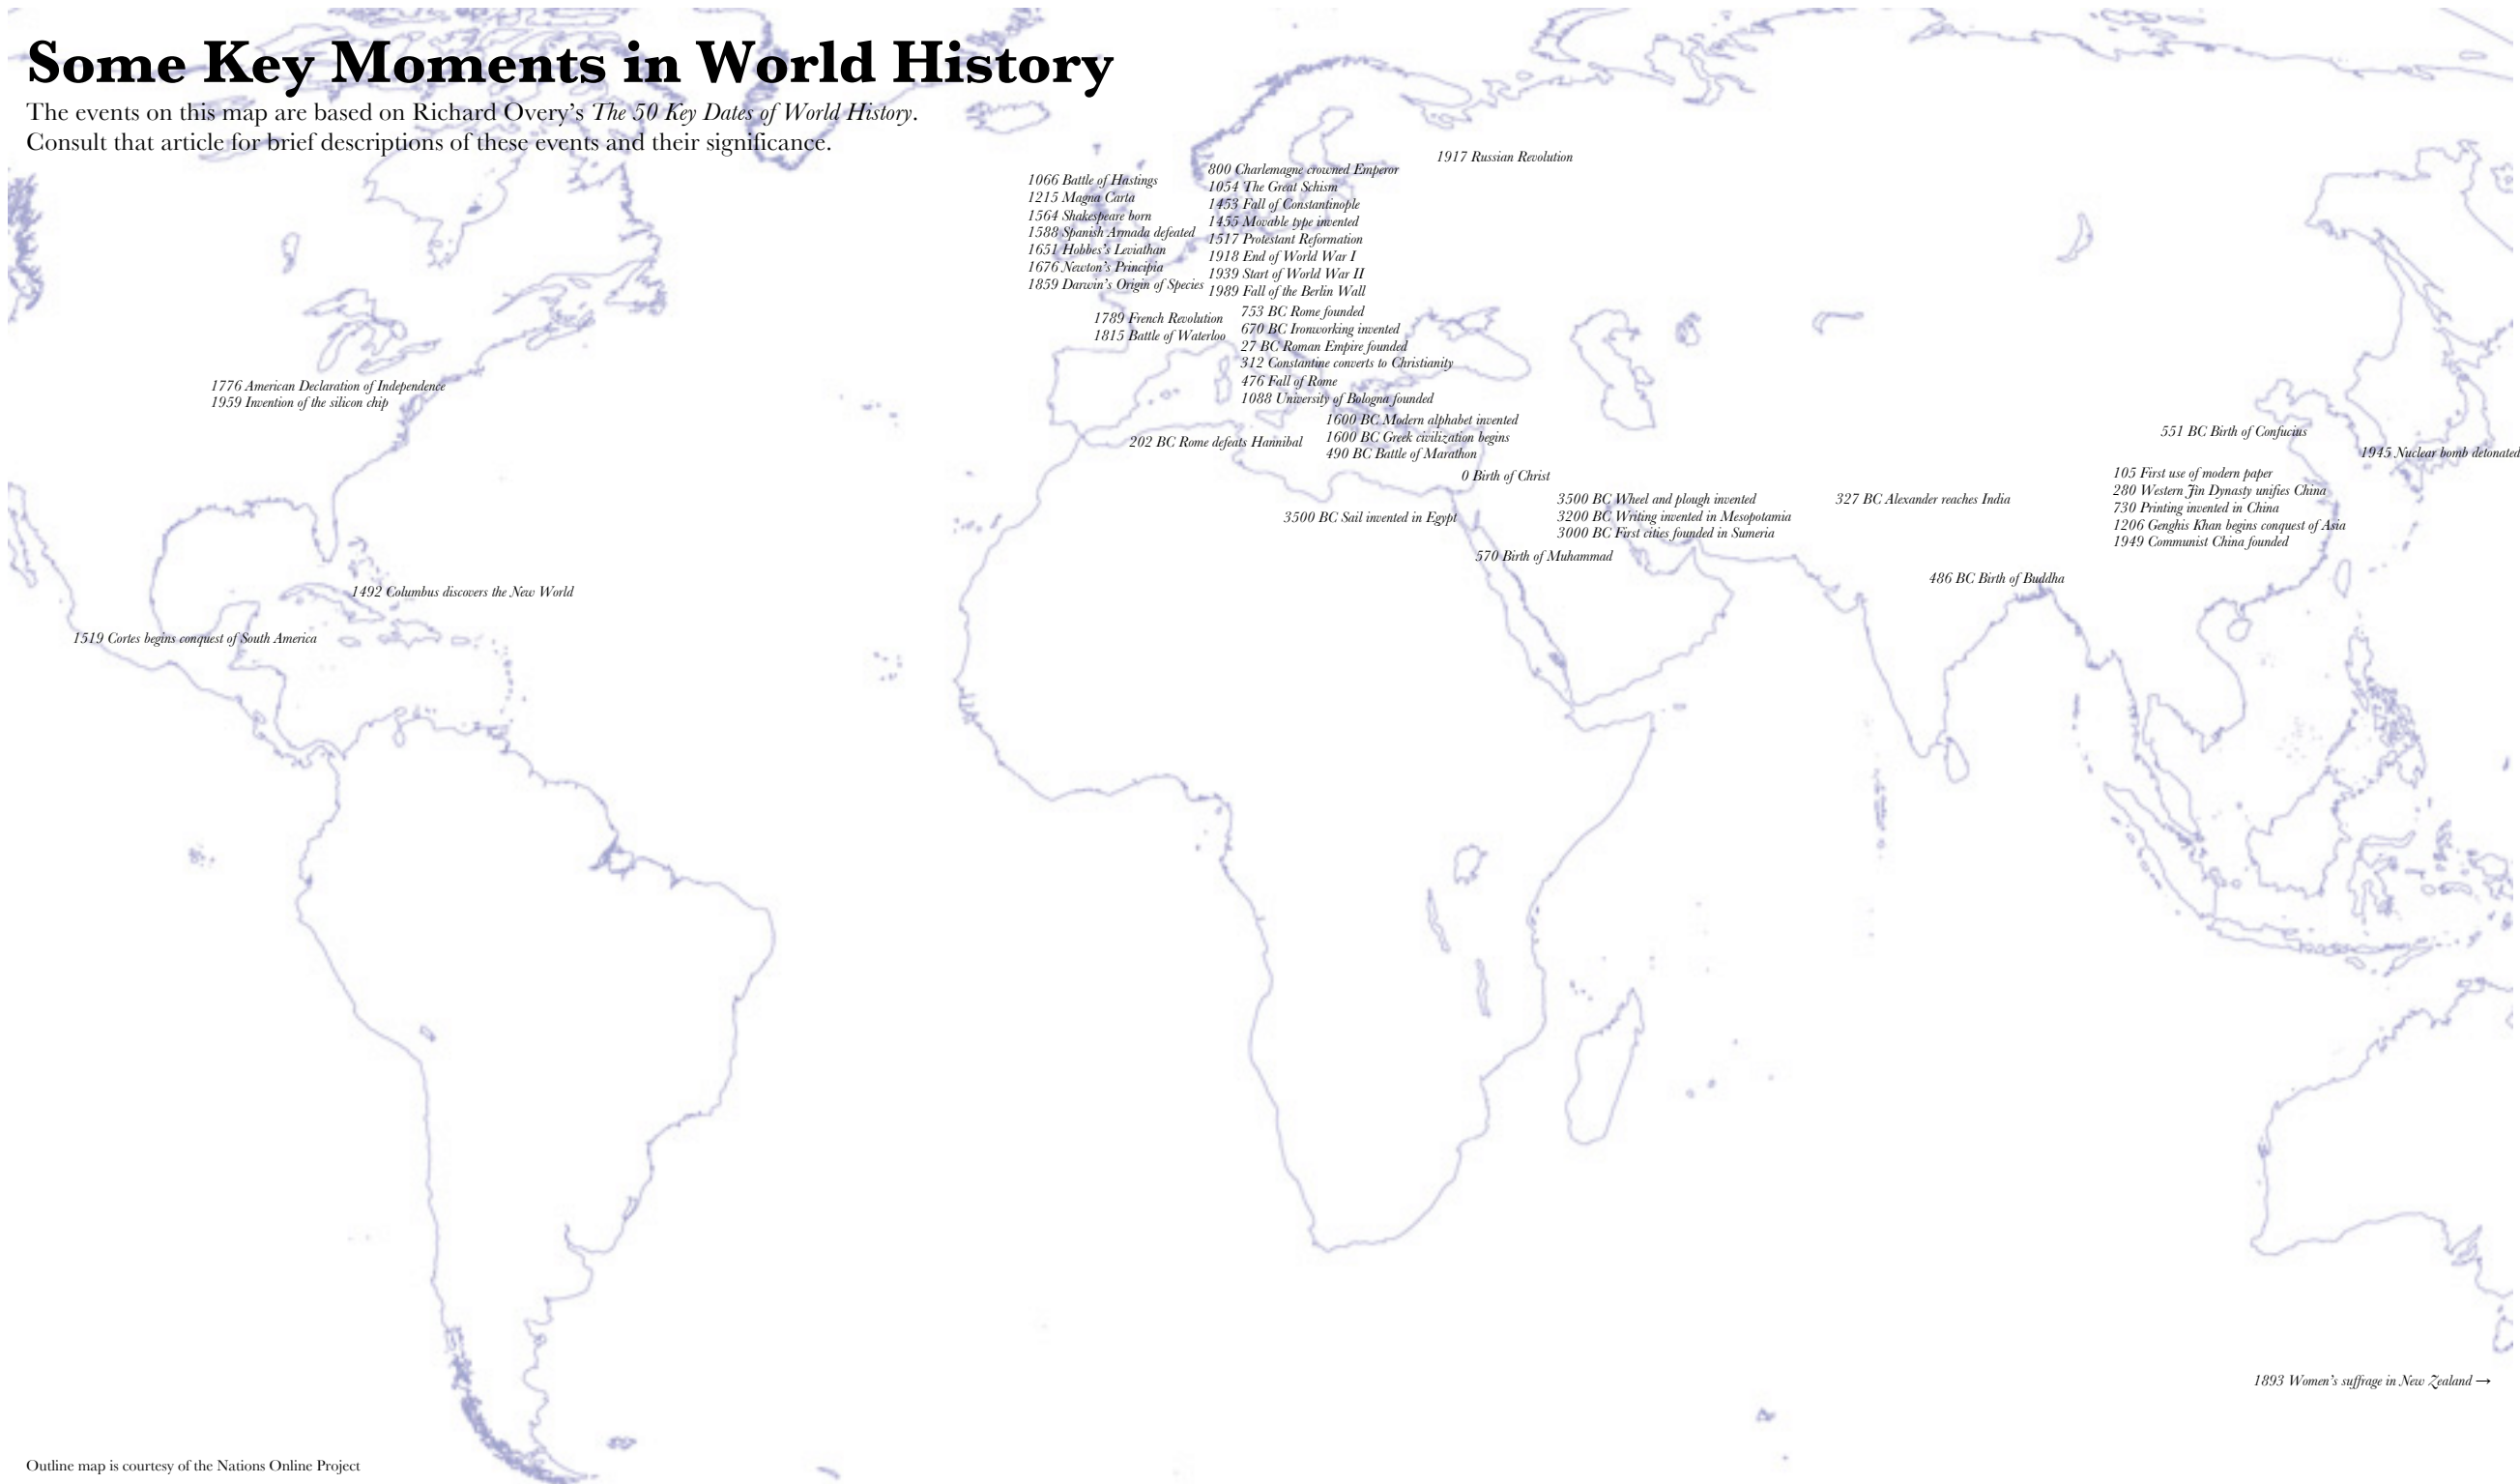 Some Key Moments in World History
The events on this map are based on Richard Overy's The 50 Key Dates of World History.
Consult that article for brief descriptions of these events and their significance.
1917 Russian Revolution
1066 Battle of Hastings
1215 Magna Carta
1564 Shakespeare born
1588 Spanish Armada defeated
1651 Hobbes's Leviathan
1676 Newton's Principia
1859 Darwin's Origin of Species
800 Charlemagne crowned Emperor
1054 The Great Schism
1453 Fall of Constantinople
1455 Movable type invented
1517 Protestant Reformation
1918 End of World War I
1939 Start of World War II
1989 Fall of the Berlin Wall
1789 French Revolution
1815 Battle of Waterloo
753 BC Rome founded
670 BC Ironworking invented
27 BC Roman Empire founded
312 Constantine converts to Christianity
476 Fall of Rome
1088 University of Bologna founded
1776 American Declaration of Independence
1959 Invention of the silicon chip
202 BC Rome defeats Hannibal
1600 BC Modern alphabet invented
1600 BC Greek civilization begins
490 BC Battle of Marathon
0 Birth of Christ
551 BC Birth of Confucius
1945 Nuclear bomb detonated
3500 BC Sail invented in Egypt
3500 BC Wheel and plough invented
3200 BC Writing invented in Mesopotamia
3000 BC First cities founded in Sumeria
327 BC Alexander reaches India
105 First use of modern paper
280 Western Jin Dynasty unifies China
730 Printing invented in China
1206 Genghis Khan begins conquest of Asia
1949 Communist China founded
570 Birth of Muhammad
486 BC Birth of Buddha
1492 Columbus discovers the New World
1519 Cortes begins conquest of South America
1893 Women's suffrage in New Zealand →
Outline map is courtesy of the Nations Online Project